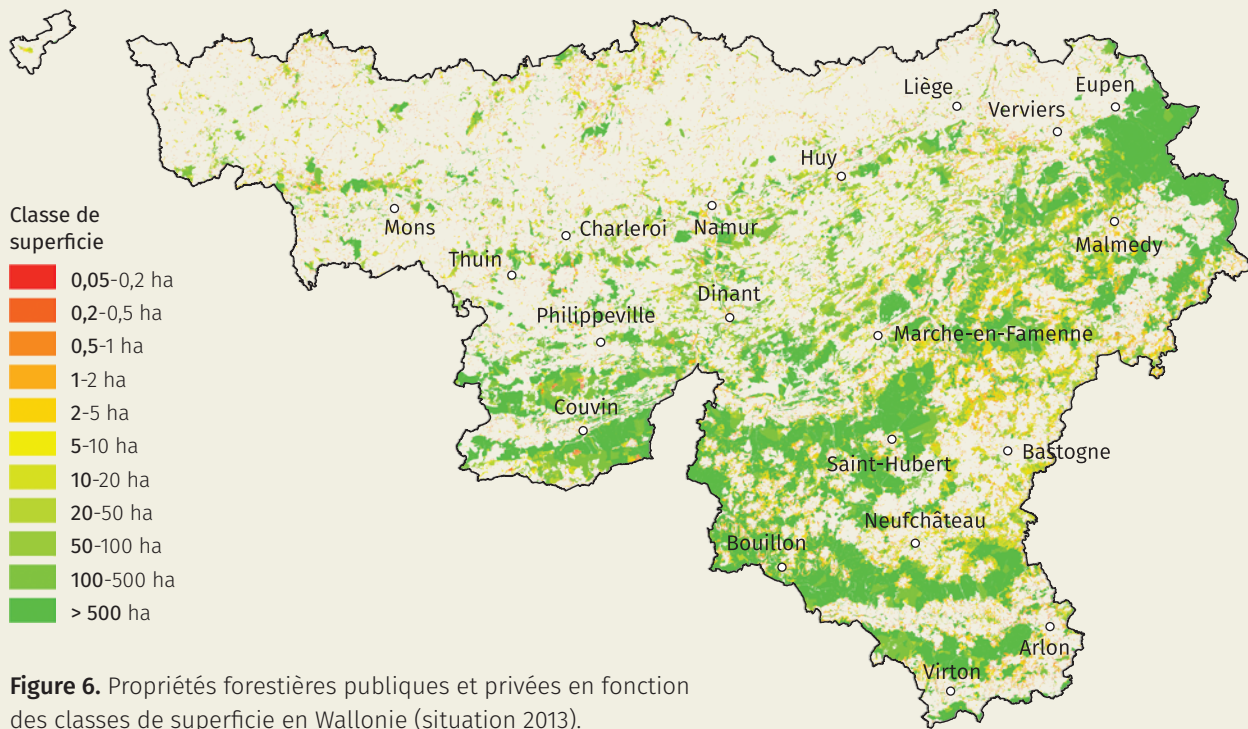 Liège
Eupen
Verviers
Huy
Classe de
superficie
Mons
Charleroi
Namur
Malmedy
Thuin
0,05-0,2 ha
Dinant
0,2-0,5 ha
Philippeville
Marche-en-Famenne
0,5-1 ha
1-2 ha
Couvin
2-5 ha
5-10 ha
Saint-Hubert
Bastogne
10-20 ha
20-50 ha
Neufchâteau
50-100 ha
Bouillon
100-500 ha
> 500 ha
Arlon
Virton
Figure 6. Propriétés forestières publiques et privées en fonction
des classes de superficie en Wallonie (situation 2013).